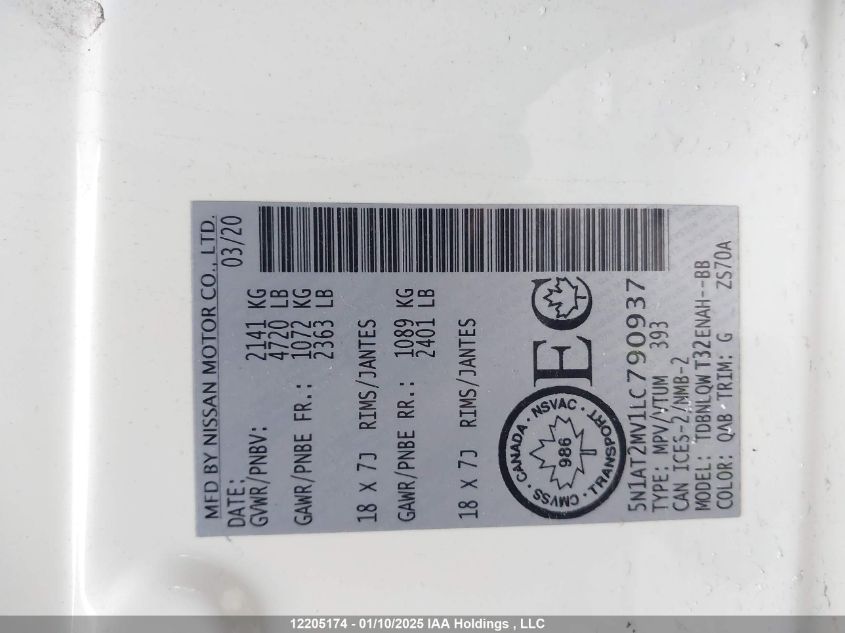 MFD BY NISSAN MOTOR CO., LTD.
DATE: 03/20
GVWR/PNBV: 2141 KG
4720 LB
GAWR/PNBE FR.: 1072 KG
2363 LB
18 X 7J RIMS/JANTES
GAWR/PNBE RR.: 1089 KG
2401 LB
18 X 7J RIMS/JANTES
EC
CANADA · NSVAC · TRANSPORT · CMVSS ·
986
5N1AT2MV1LC790937
TYPE: MPV/VTUM 393
CAN ICES-2/NMB-2
MODEL: TDBNLQW T32ENAH--BB
COLOR: QAB TRIM: G ZS70A
12205174 - 01/10/2025 IAA Holdings , LLC